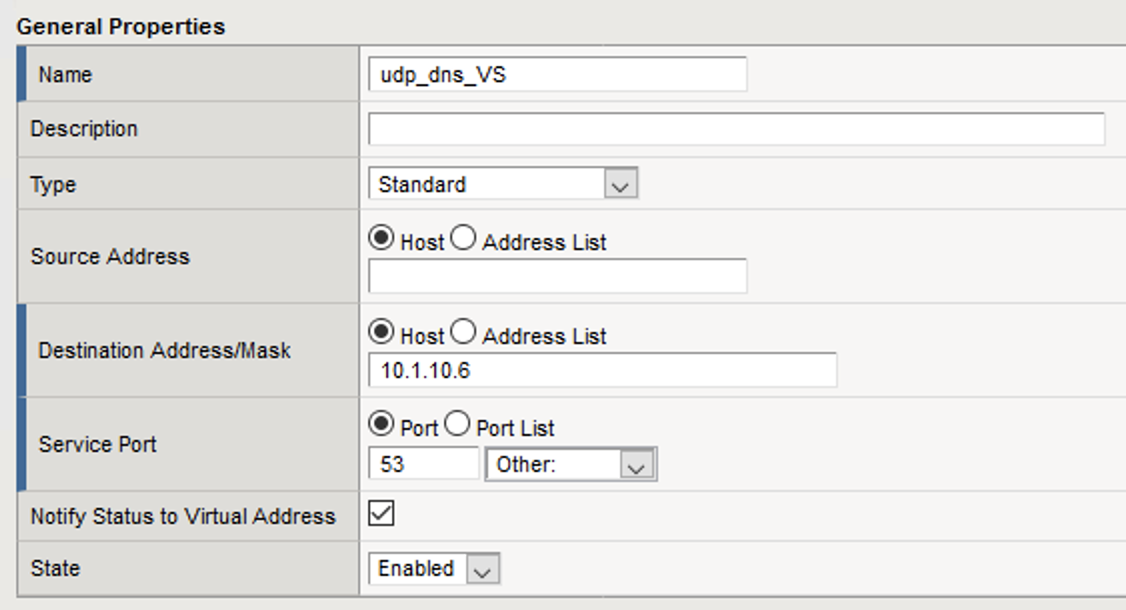 General Properties
Name udp_dns_VS
Description
Type Standard
Source Address Host Address List
Destination Address/Mask Host Address List
10.1.10.6
Service Port Port Port List
53 Other:
Notify Status to Virtual Address
State Enabled